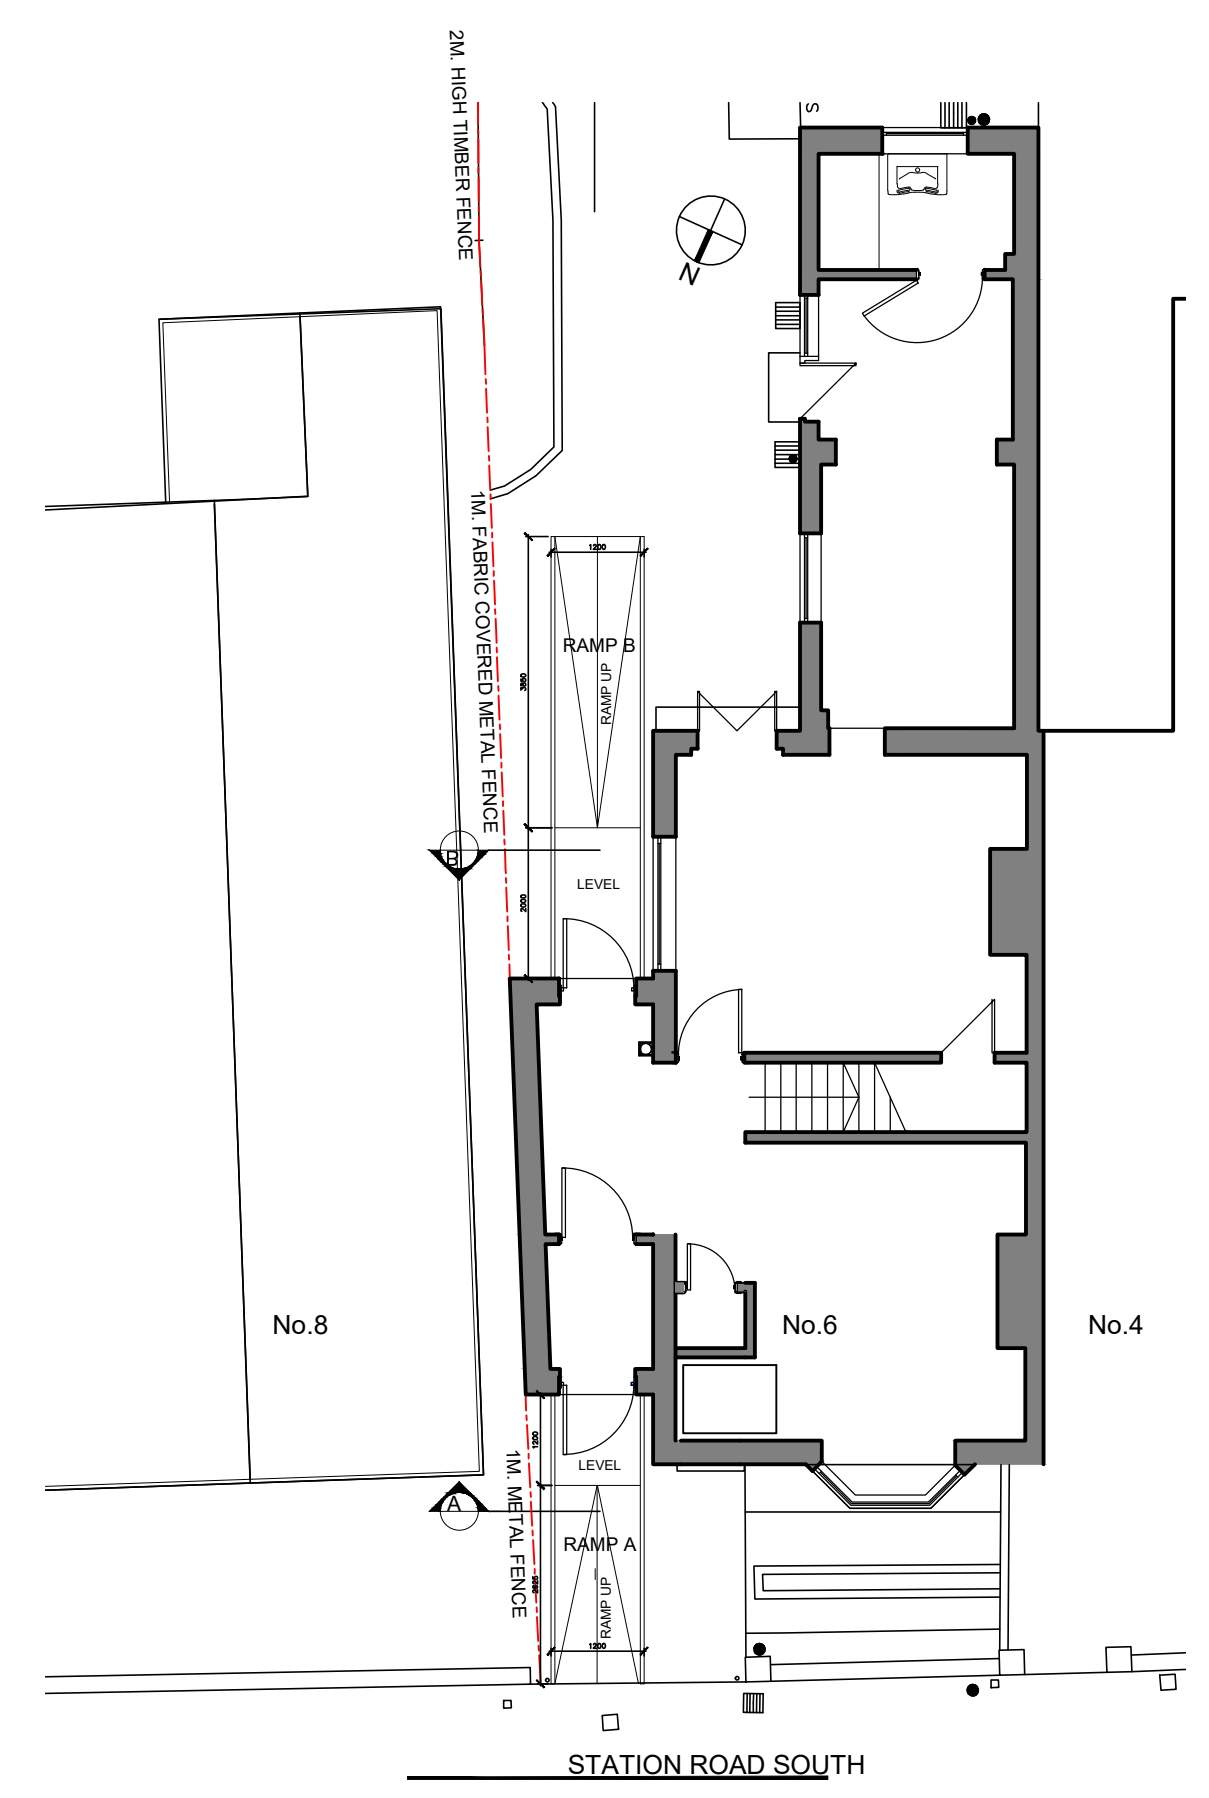 2M. HIGH TIMBER FENCE
S
N
1M. FABRIC COVERED METAL FENCE
1200
RAMP B
RAMP UP
3850
B
LEVEL
2000
No.8
No.6
No.4
1200
LEVEL
A
1M. METAL FENCE
RAMP A
RAMP UP
2625
1200
STATION ROAD SOUTH